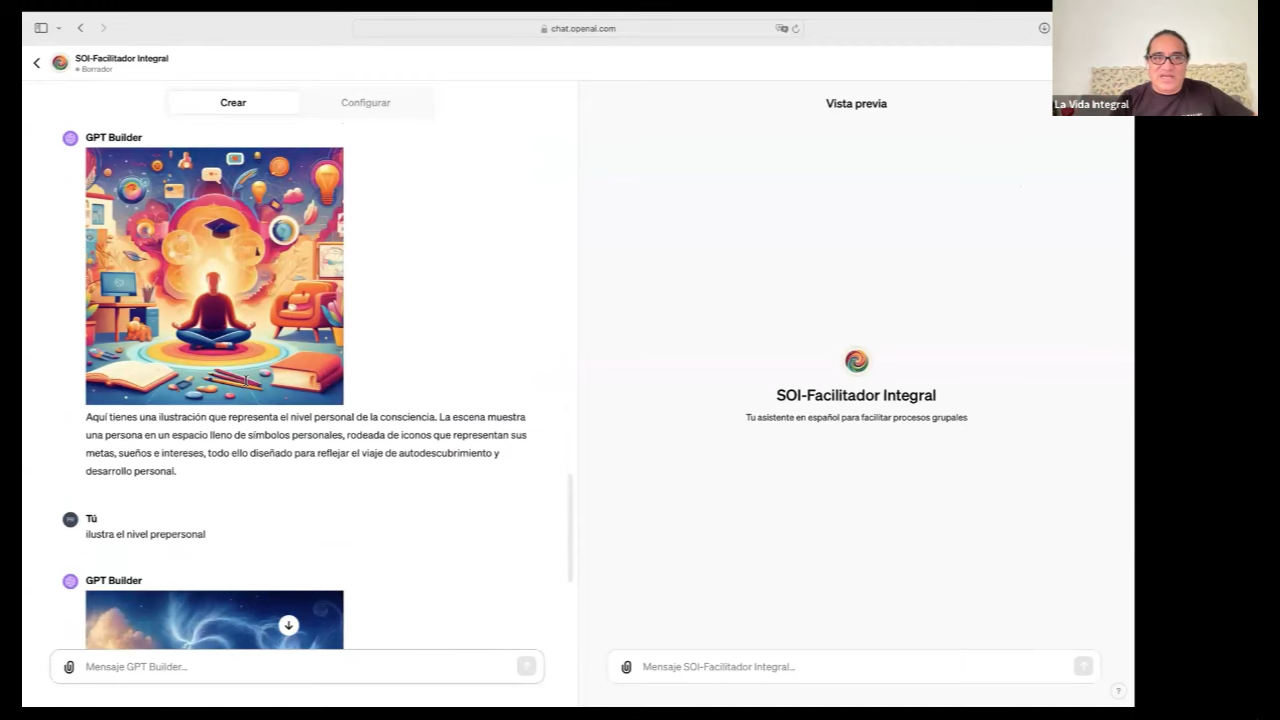 chat.openai.com
SOI-Facilitador Integral
Borrador
Crear
Configurar
Vista previa
La Vida Integral
GPT Builder
Aquí tienes una ilustración que representa el nivel personal de la consciencia. La escena muestra
una persona en un espacio lleno de símbolos personales, rodeada de iconos que representan sus
metas, sueños e intereses, todo ello diseñado para reflejar el viaje de autodescubrimiento y
desarrollo personal.
Tú
ilustra el nivel prepersonal
GPT Builder
Mensaje GPT Builder...
SOI-Facilitador Integral
Tu asistente en español para facilitar procesos grupales
Mensaje SOI-Facilitador Integral...
?